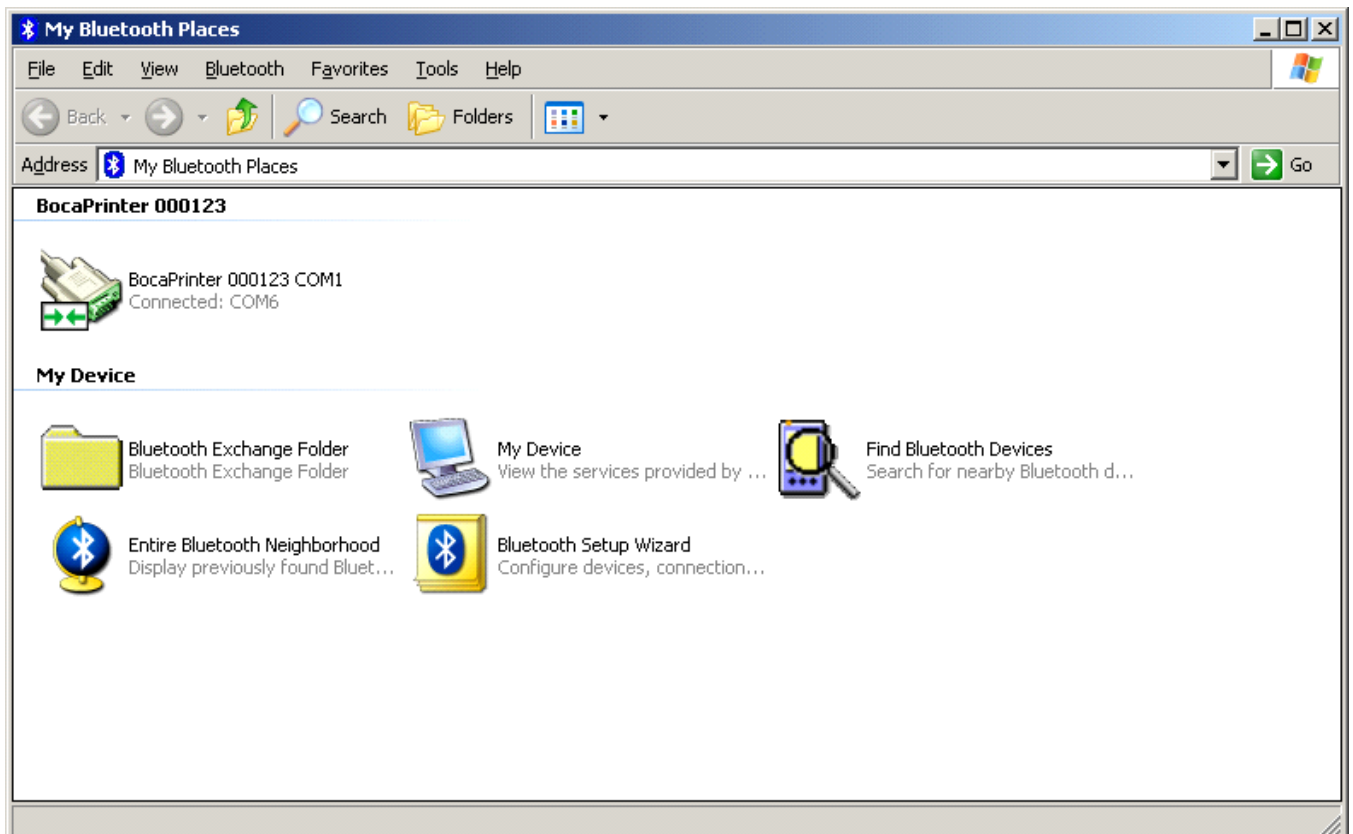 My Bluetooth Places
File Edit View Bluetooth Favorites Tools Help
Back Search Folders
Address My Bluetooth Places Go
BocaPrinter 000123
BocaPrinter 000123 COM1
Connected: COM6
My Device
Bluetooth Exchange Folder
Bluetooth Exchange Folder
My Device
View the services provided by ...
Find Bluetooth Devices
Search for nearby Bluetooth d...
Entire Bluetooth Neighborhood
Display previously found Bluet...
Bluetooth Setup Wizard
Configure devices, connection...